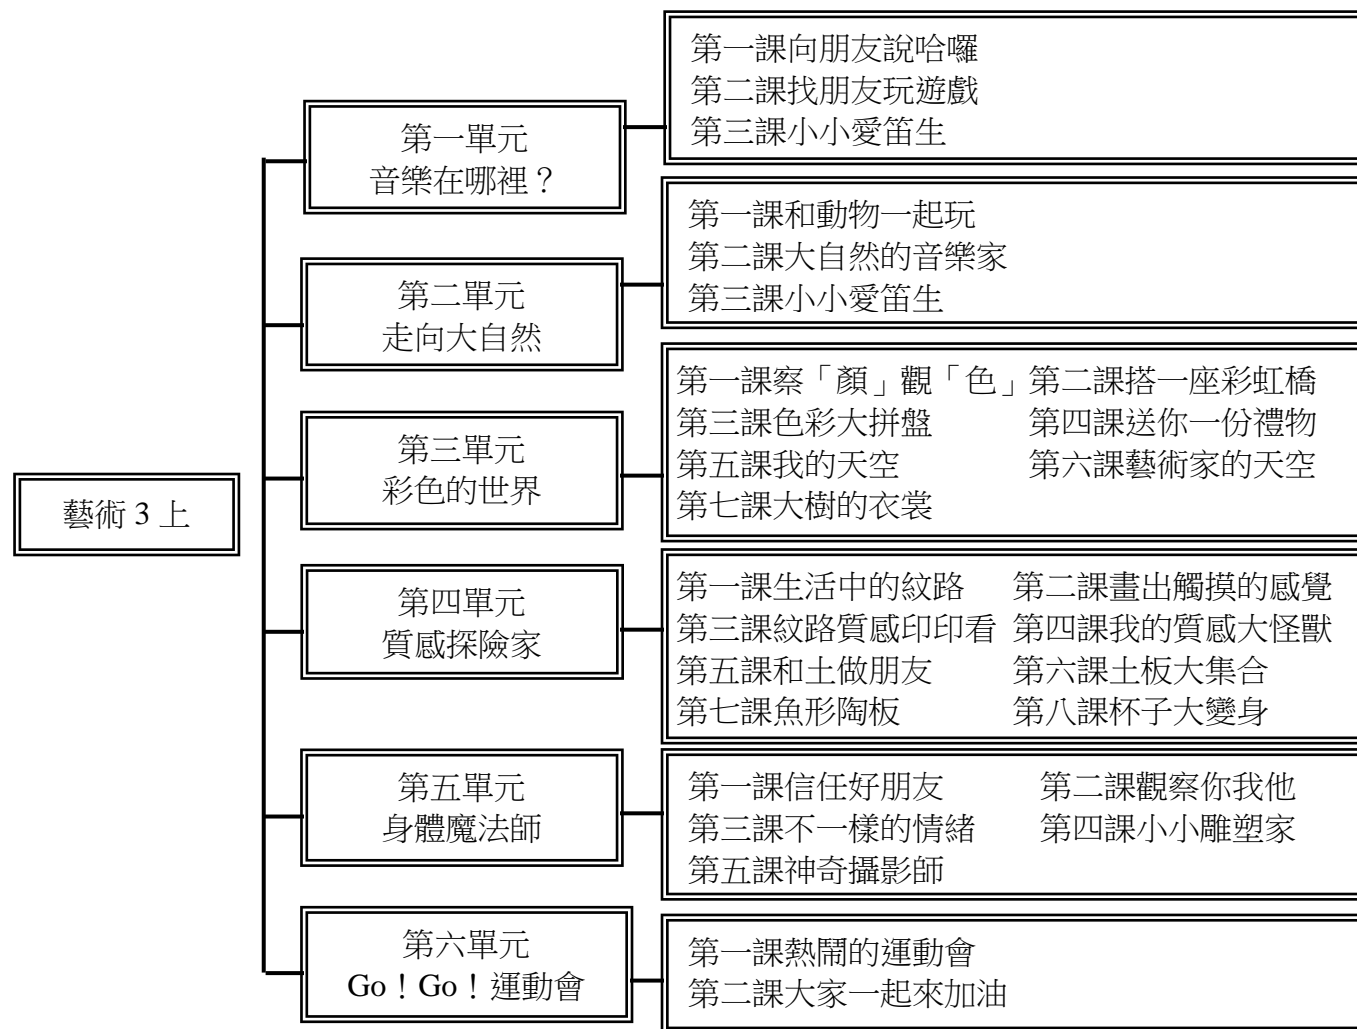 藝術 3 上
第一單元
音樂在哪裡？
第一課向朋友說哈囉
第二課找朋友玩遊戲
第三課小小愛笛生
第二單元
走向大自然
第一課和動物一起玩
第二課大自然的音樂家
第三課小小愛笛生
第三單元
彩色的世界
第一課察「顏」觀「色」第二課搭一座彩虹橋
第三課色彩大拼盤 第四課送你一份禮物
第五課我的天空 第六課藝術家的天空
第七課大樹的衣裳
第四單元
質感探險家
第一課生活中的紋路 第二課畫出觸摸的感覺
第三課紋路質感印印看 第四課我的質感大怪獸
第五課和土做朋友 第六課土板大集合
第七課魚形陶板 第八課杯子大變身
第五單元
身體魔法師
第一課信任好朋友 第二課觀察你我他
第三課不一樣的情緒 第四課小小雕塑家
第五課神奇攝影師
第六單元
Go！Go！運動會
第一課熱鬧的運動會
第二課大家一起來加油